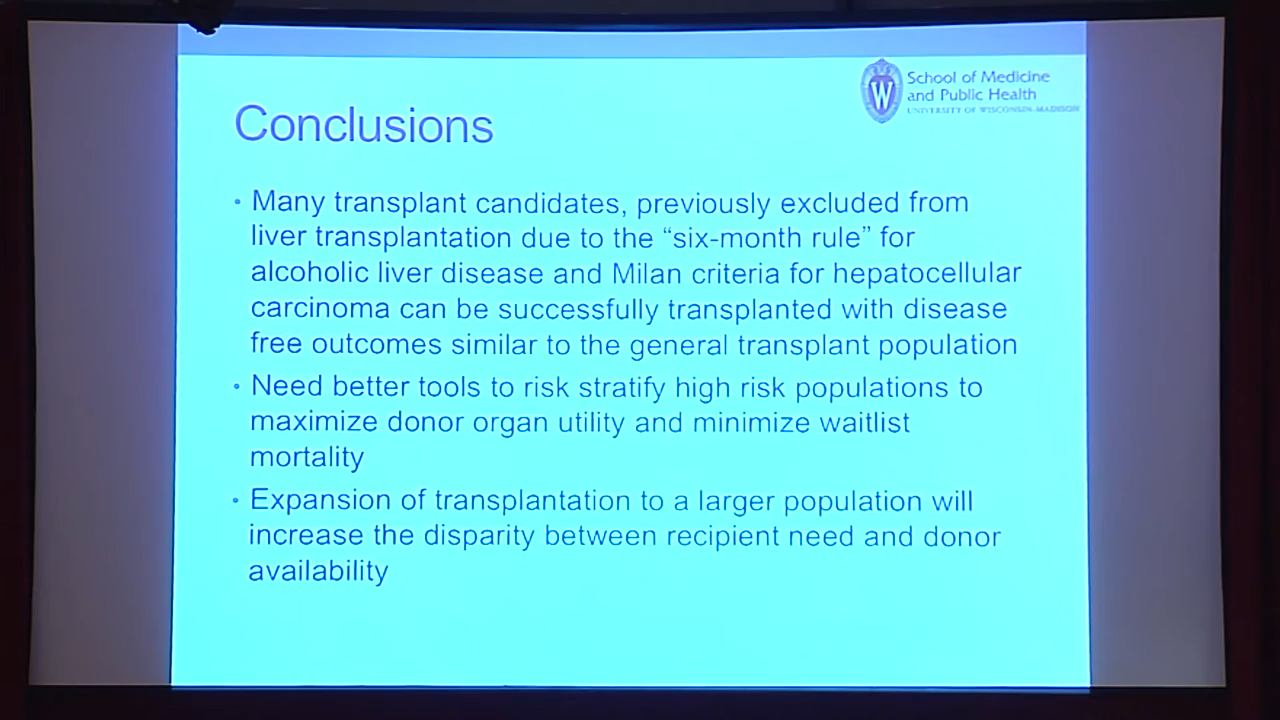 School of Medicine
and Public Health
UNIVERSITY OF WISCONSIN-MADISON
W
Conclusions
• Many transplant candidates, previously excluded from
liver transplantation due to the “six-month rule” for
alcoholic liver disease and Milan criteria for hepatocellular
carcinoma can be successfully transplanted with disease
free outcomes similar to the general transplant population
• Need better tools to risk stratify high risk populations to
maximize donor organ utility and minimize waitlist
mortality
• Expansion of transplantation to a larger population will
increase the disparity between recipient need and donor
availability